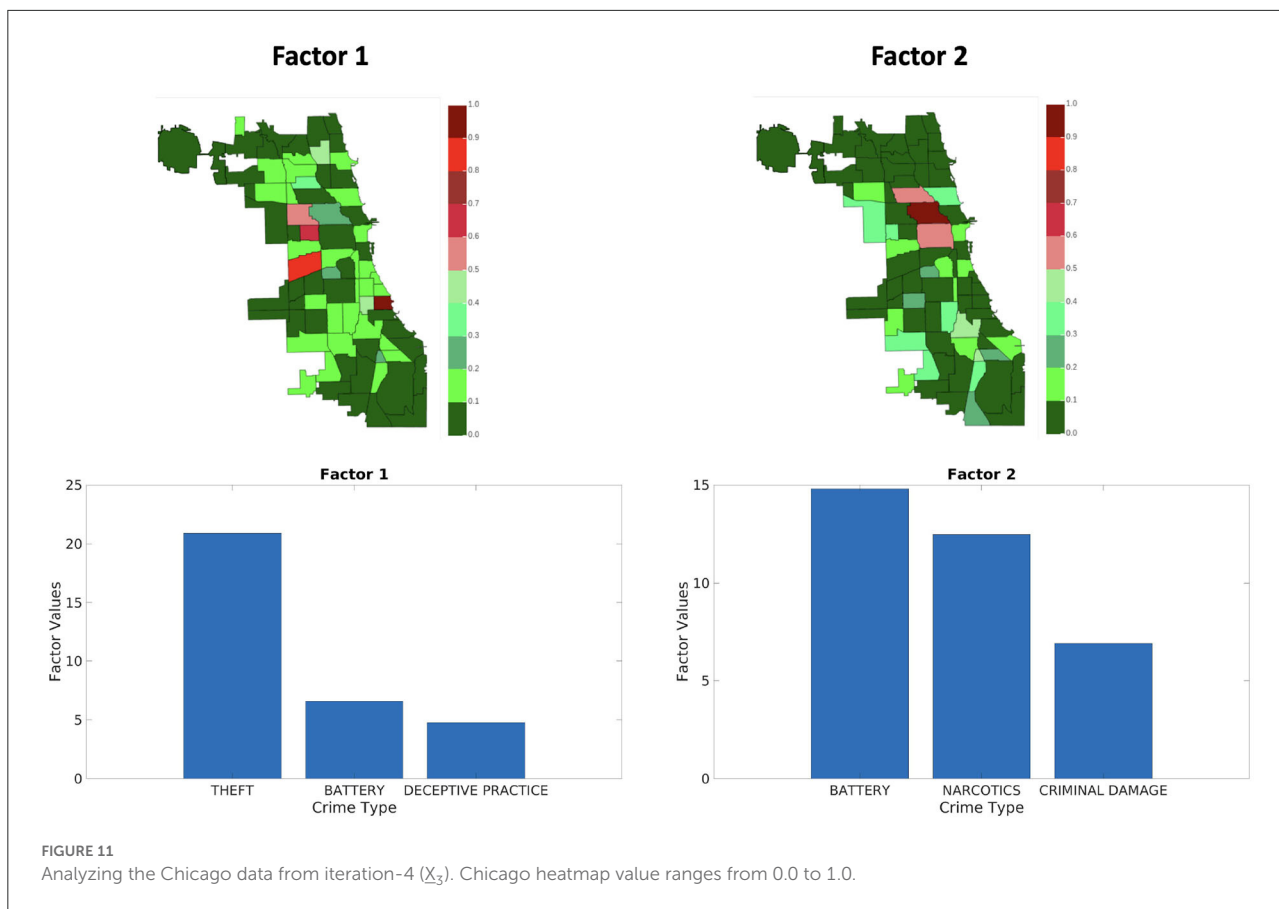 Factor 1
Factor 2
1.0
0.9
0.8
0.7
0.6
0.5
0.4
0.3
0.2
0.1
0.0
1.0
0.9
0.8
0.7
0.6
0.5
0.4
0.3
0.2
0.1
0.0
Factor 1
25
20
15
10
5
0
Factor Values
THEFT BATTERY DECEPTIVE PRACTICE
Crime Type
Factor 2
15
10
5
0
Factor Values
BATTERY NARCOTICS CRIMINAL DAMAGE
Crime Type
FIGURE 11
Analyzing the Chicago data from iteration-4 (X₃). Chicago heatmap value ranges from 0.0 to 1.0.